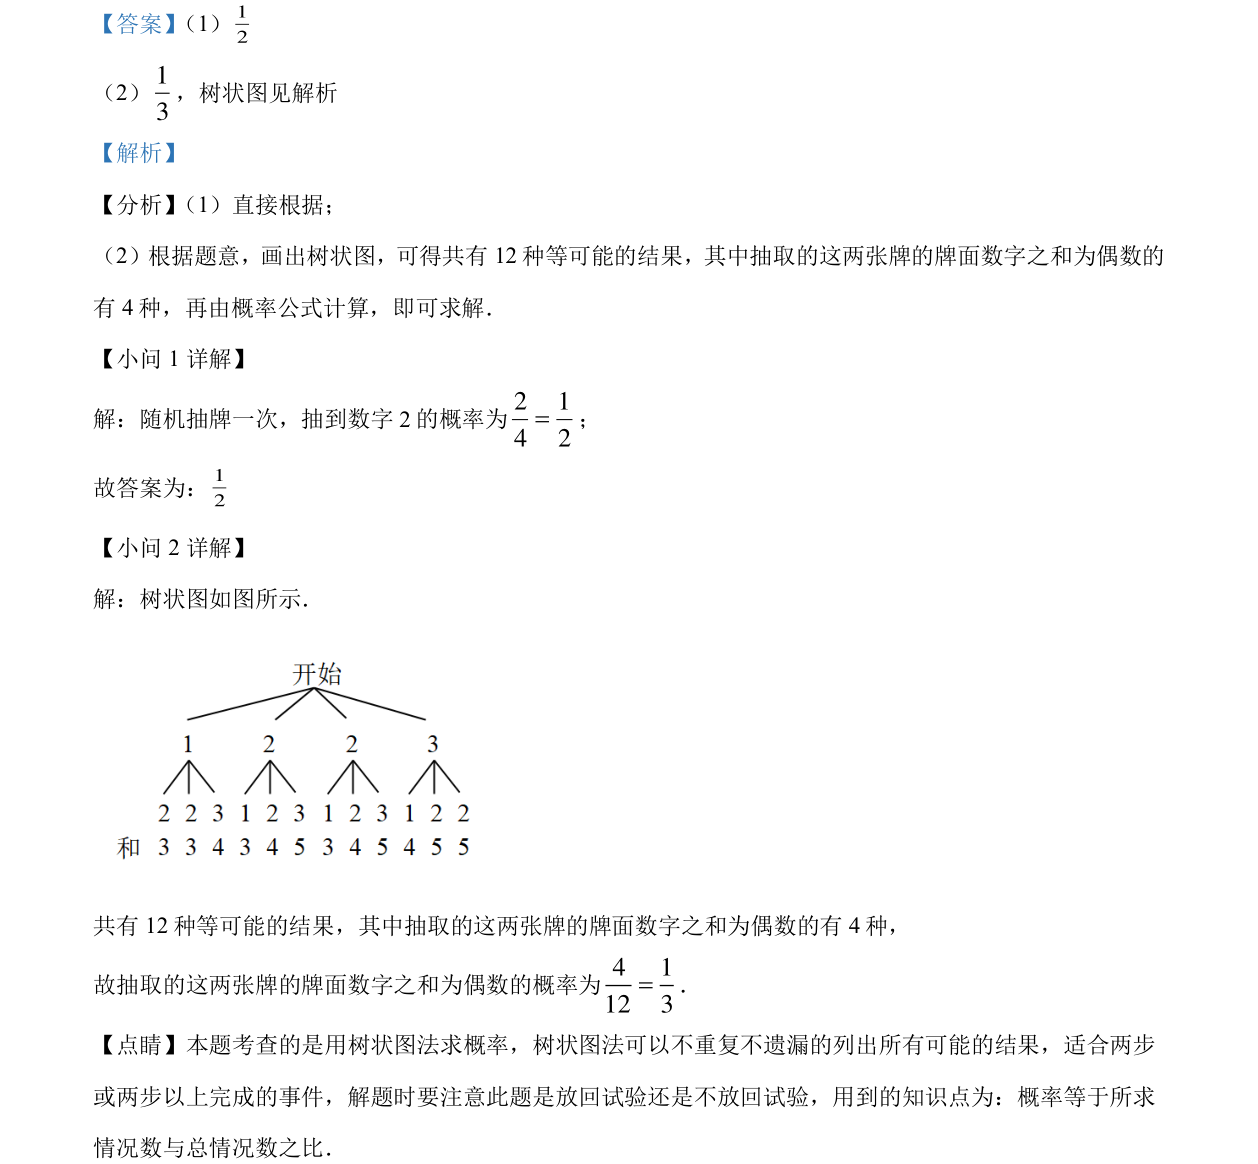 【答案】（1）1/2
（2）1/3，树状图见解析
【解析】
【分析】（1）直接根据；
（2）根据题意，画出树状图，可得共有 12 种等可能的结果，其中抽取的这两张牌的牌面数字之和为偶数的
有 4 种，再由概率公式计算，即可求解．
【小问 1 详解】
解：随机抽牌一次，抽到数字 2 的概率为 2/4 = 1/2；
故答案为：1/2
【小问 2 详解】
解：树状图如图所示．
开始
1 2 2 3
2 2 3 1 2 3 1 2 3 1 2 2
和 3 3 4 3 4 5 3 4 5 4 5 5
共有 12 种等可能的结果，其中抽取的这两张牌的牌面数字之和为偶数的有 4 种，
故抽取的这两张牌的牌面数字之和为偶数的概率为 4/12 = 1/3．
【点睛】本题考查的是用树状图法求概率，树状图法可以不重复不遗漏的列出所有可能的结果，适合两步
或两步以上完成的事件，解题时要注意此题是放回试验还是不放回试验，用到的知识点为：概率等于所求
情况数与总情况数之比．